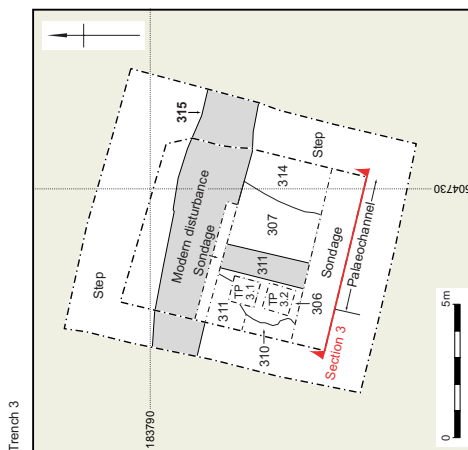 Trench 3
Step
315
Modern disturbance
Sondage
Step
314
307
311
311
TP
3.1
TP
3.2
310
306
Sondage
Palaeochannel
Section 3
183790
604730
0
5m